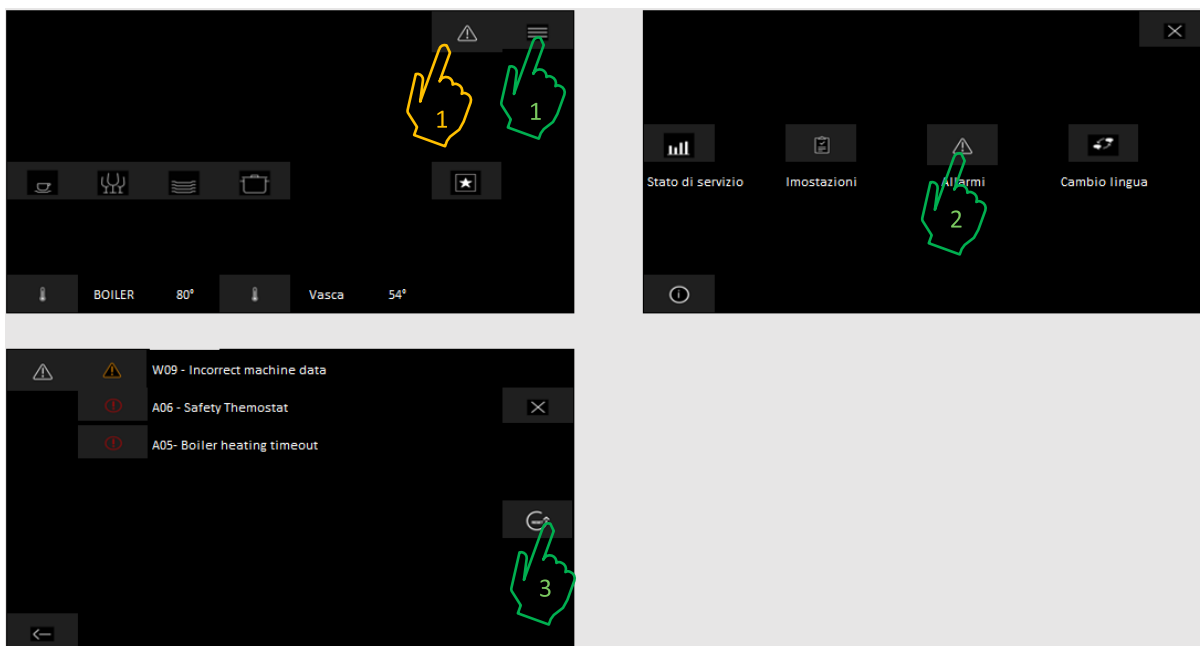 1
1
BOILER 80° Vasca 54°
Stato di servizio Imostazioni Allarmi Cambio lingua
2
W09 - Incorrect machine data
A06 - Safety Themostat
A05- Boiler heating timeout
3